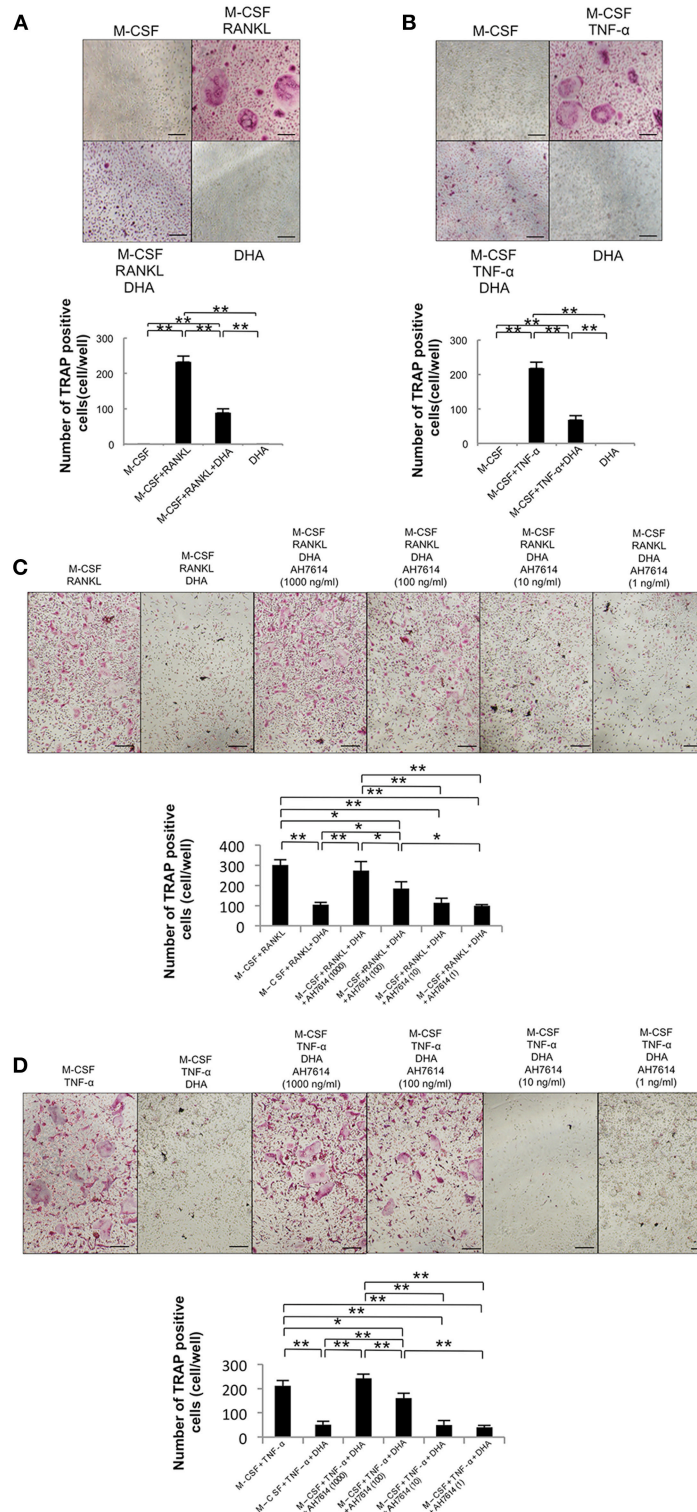 A
M-CSF
M-CSF
RANKL
M-CSF
RANKL
DHA
DHA
Number of TRAP positive
cells(cell/well)
300
200
100
0
**
**
**
**
**
M-CSF
M-CSF+RANKL
M-CSF+RANKL+DHA
DHA
B
M-CSF
M-CSF
TNF-α
M-CSF
TNF-α
DHA
DHA
Number of TRAP positive
cells(cell/well)
300
200
100
0
**
**
**
**
**
M-CSF
M-CSF+TNF-α
M-CSF+TNF-α+DHA
DHA
C
M-CSF
RANKL
M-CSF
RANKL
DHA
M-CSF
RANKL
DHA
AH7614
(1000 ng/ml)
M-CSF
RANKL
DHA
AH7614
(100 ng/ml)
M-CSF
RANKL
DHA
AH7614
(10 ng/ml)
M-CSF
RANKL
DHA
AH7614
(1 ng/ml)
Number of TRAP positive
cells (cell/well)
400
300
200
100
0
**
**
**
**
*
*
**
**
*
*
M-CSF+RANKL
M-C SF+RANKL+DHA
M-CSF+RANKL+DHA
+AH7614 (1000)
M-CSF+RANKL+DHA
+AH7614 (100)
M-CSF+RANKL+DHA
+AH7614 (10)
M-CSF+RANKL+DHA
+AH7614 (1)
D
M-CSF
TNF-α
M-CSF
TNF-α
DHA
M-CSF
TNF-α
DHA
AH7614
(1000 ng/ml)
M-CSF
TNF-α
DHA
AH7614
(100 ng/ml)
M-CSF
TNF-α
DHA
AH7614
(10 ng/ml)
M-CSF
TNF-α
DHA
AH7614
(1 ng/ml)
Number of TRAP positive
cells (cell/well)
300
200
100
0
**
**
**
**
*
**
**
**
**
**
M-CSF+TNF-α
M-C SF+TNF-α+DHA
M-CSF+TNF-α+DHA
+AH7614 (1000)
M-CSF+TNF-α+DHA
+AH7614 (100)
M-CSF+TNF-α+DHA
+AH7614 (10)
M-CSF+TNF-α+DHA
+AH7614 (1)